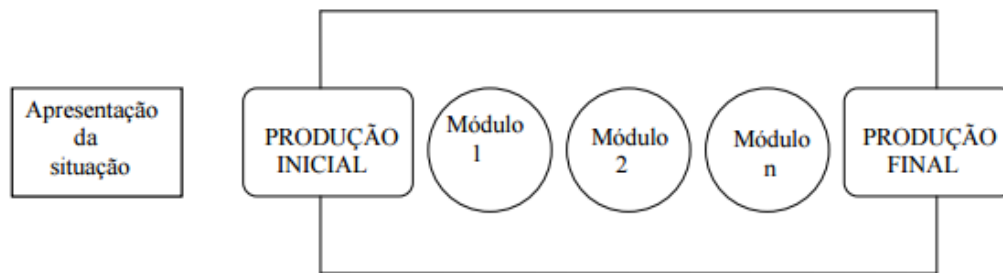 Apresentação
da
situação
PRODUÇÃO
INICIAL
Módulo
1
Módulo
2
Módulo
n
PRODUÇÃO
FINAL